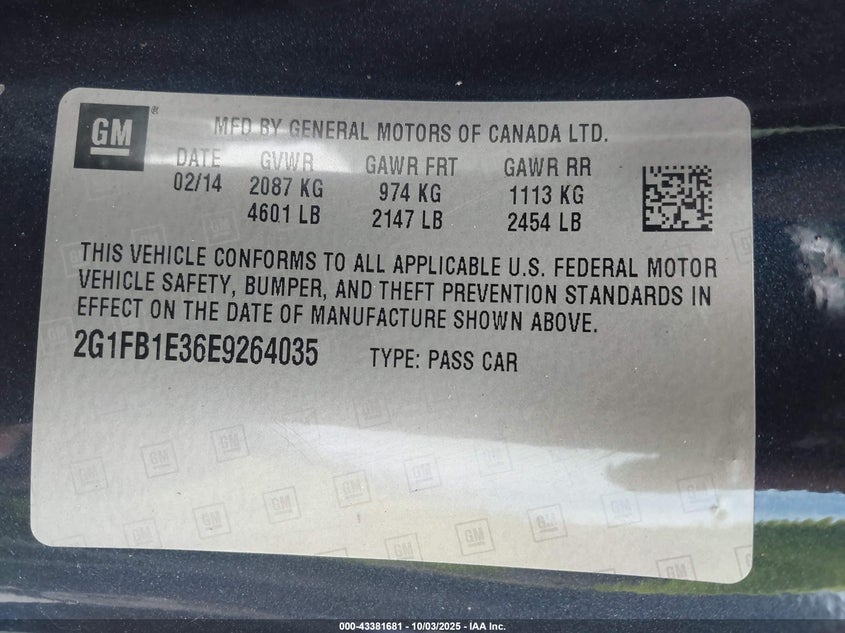 GM ®
MFD BY GENERAL MOTORS OF CANADA LTD.
DATE GVWR GAWR FRT GAWR RR
02/14 2087 KG 974 KG 1113 KG
4601 LB 2147 LB 2454 LB
THIS VEHICLE CONFORMS TO ALL APPLICABLE U.S. FEDERAL MOTOR
VEHICLE SAFETY, BUMPER, AND THEFT PREVENTION STANDARDS IN
EFFECT ON THE DATE OF MANUFACTURE SHOWN ABOVE.
2G1FB1E36E9264035 TYPE: PASS CAR
000-43381681 - 10/03/2025 - IAA Inc.